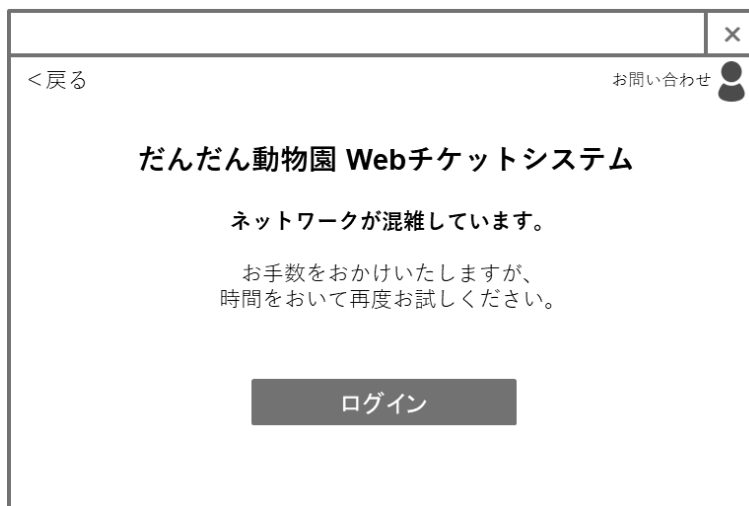 ×
<戻る
お問い合わせ
だんだん動物園 Webチケットシステム
ネットワークが混雑しています。
お手数をおかけいたしますが、
時間をおいて再度お試しください。
ログイン